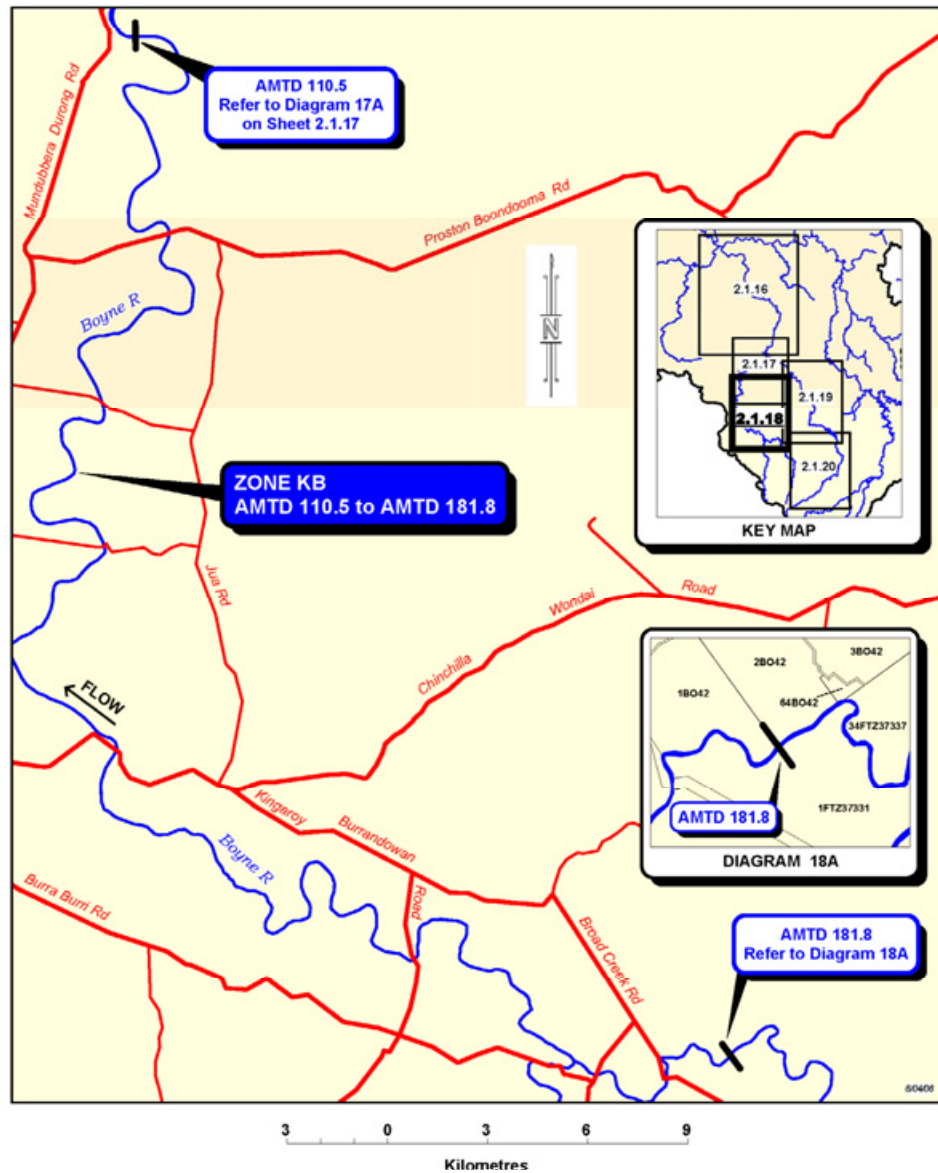 Mundubbera Durong Rd
AMTD 110.5
Refer to Diagram 17A
on Sheet 2.1.17
Proston Boondooma Rd
Boyne R
N
2.1.16
2.1.17
2.1.19
2.1.18
2.1.20
KEY MAP
ZONE KB
AMTD 110.5 to AMTD 181.8
Jua Rd
Chinchilla Wondai Road
FLOW
3BO42
2BO42
1BO42
64BO42
34FTZ37337
1FTZ37331
AMTD 181.8
DIAGRAM 18A
Kingaroy Burrandowan Road
Boyne R
Burra Burri Rd
Broad Creek Rd
AMTD 181.8
Refer to Diagram 18A
6/04/06
3 0 3 6 9
Kilometres